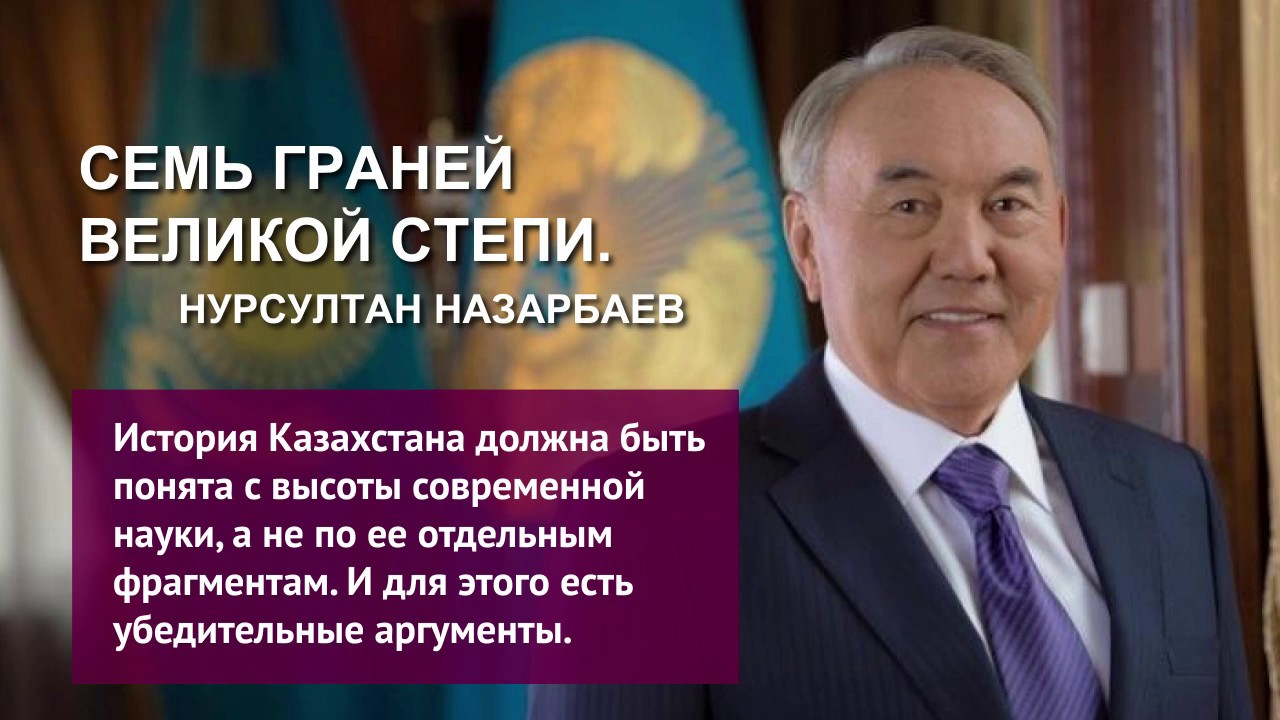 СЕМЬ ГРАНЕЙ
ВЕЛИКОЙ СТЕПИ.
НУРСУЛТАН НАЗАРБАЕВ
История Казахстана должна быть
понята с высоты современной
науки, а не по ее отдельным
фрагментам. И для этого есть
убедительные аргументы.